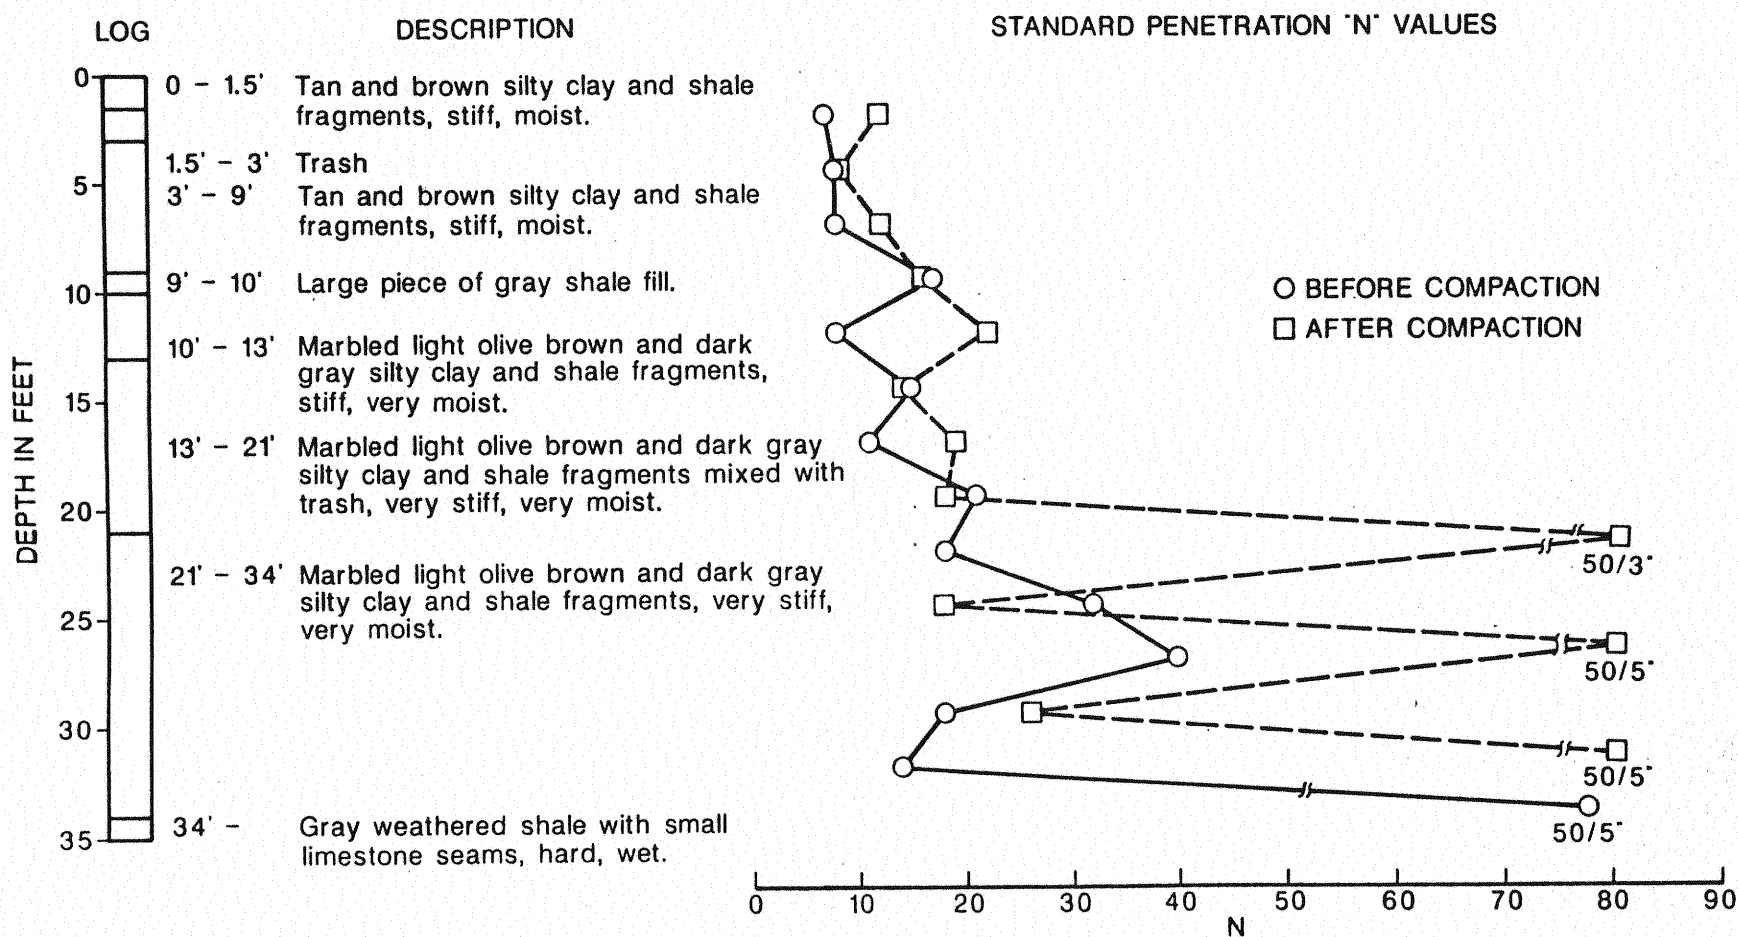 LOG DESCRIPTION STANDARD PENETRATION "N" VALUES
0
0 - 1.5' Tan and brown silty clay and shale
fragments, stiff, moist.
1.5' - 3' Trash
5
3' - 9' Tan and brown silty clay and shale
fragments, stiff, moist.
9' - 10' Large piece of gray shale fill.
10
10' - 13' Marbled light olive brown and dark
gray silty clay and shale fragments,
stiff, very moist.
15
13' - 21' Marbled light olive brown and dark gray
silty clay and shale fragments mixed with
trash, very stiff, very moist.
20
21' - 34' Marbled light olive brown and dark gray
silty clay and shale fragments, very stiff,
very moist.
25
30
34' - Gray weathered shale with small
limestone seams, hard, wet.
35
DEPTH IN FEET
BEFORE COMPACTION
AFTER COMPACTION
50/3"
50/5"
50/5"
50/5"
0 10 20 30 40 50 60 70 80 90
N